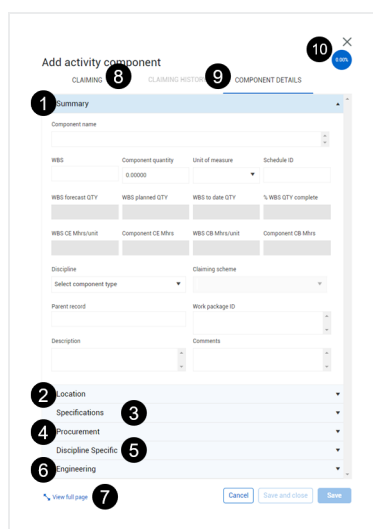 10
0.00%
Add activity component
CLAIMING 8 CLAIMING HISTOR 9 COMPONENT DETAILS
1 Summary
Component name
WBS Component quantity Unit of measure Schedule ID
0.00000
WBS forecast QTY WBS planned QTY WBS to date QTY % WBS QTY complete
WBS CE Mhrs/unit Component CE Mhrs WBS CB Mhrs/unit Component CB Mhrs
Discipline Claiming scheme
Select component type
Parent record Work package ID
Description Comments
2 Location
Specifications 3
4 Procurement
Discipline Specific 5
6 Engineering
View full page 7 Cancel Save and close Save